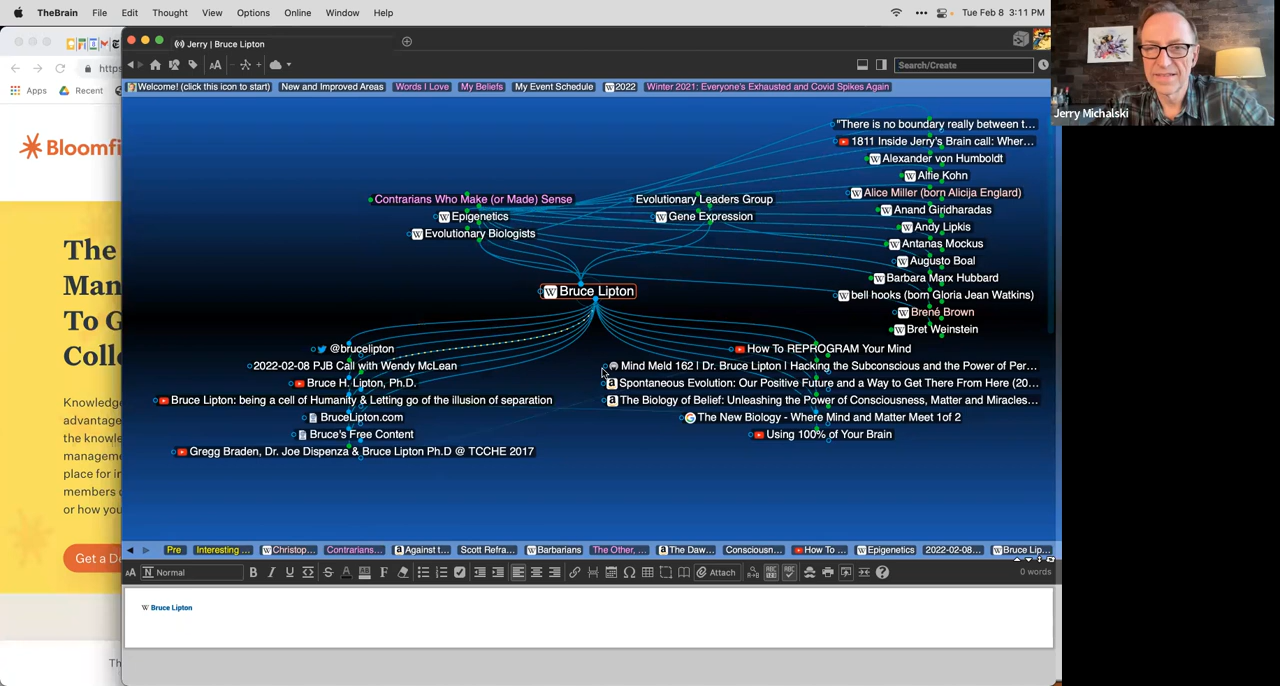 TheBrain File Edit Thought View Options Online Window Help
Tue Feb 8 3:11 PM
Jerry | Bruce Lipton
AA
Search/Create
https
Apps Recent
Welcome! (click this icon to start) New and Improved Areas Words I Love My Beliefs My Event Schedule 2022 Winter 2021: Everyone's Exhausted and Covid Spikes Again
Jerry Michalski
"There is no boundary really between t...
1811 Inside Jerry's Brain call: Wher...
Alexander von Humboldt
Alfie Kohn
Alice Miller (born Alicija Englard)
Anand Giridharadas
Andy Lipkis
Antanas Mockus
Augusto Boal
Barbara Marx Hubbard
bell hooks (born Gloria Jean Watkins)
Brené Brown
Bret Weinstein
Contrarians Who Make (or Made) Sense
Epigenetics
Evolutionary Biologists
Evolutionary Leaders Group
Gene Expression
Bruce Lipton
@brucelipton
2022-02-08 PJB Call with Wendy McLean
Bruce H. Lipton, Ph.D.
Bruce Lipton: being a cell of Humanity & Letting go of the illusion of separation
BruceLipton.com
Bruce's Free Content
Gregg Braden, Dr. Joe Dispenza & Bruce Lipton Ph.D @ TCCHE 2017
How To REPROGRAM Your Mind
Mind Meld 162 | Dr. Bruce Lipton | Hacking the Subconscious and the Power of Per...
Spontaneous Evolution: Our Positive Future and a Way to Get There From Here (20...
The Biology of Belief: Unleashing the Power of Consciousness, Matter and Miracles...
The New Biology - Where Mind and Matter Meet 1of 2
Using 100% of Your Brain
Bloomfi
The
Man
To G
Coll
Knowled
advantag
the know
manage
place for in
members o
or how you
Get a D
Th
Pre Interesting ... Christop... Contrarians... Against t... Scott Refra... Barbarians The Other, ... The Daw... Consciousn... How To ... Epigenetics 2022-02-08... Bruce Lip...
AA N Normal B I U S A F Attach 0 words
Bruce Lipton